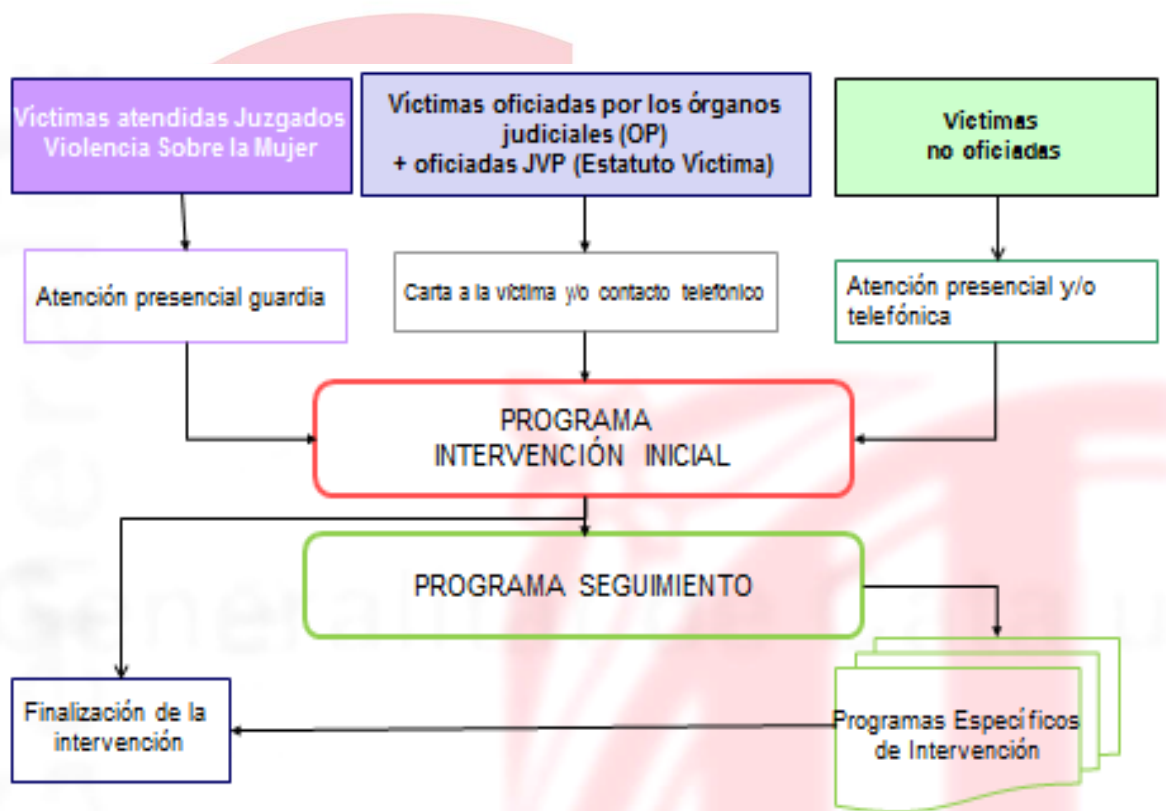 Víctimas atendidas Juzgados
Violencia Sobre la Mujer
Víctimas oficiadas por los órganos
judiciales (OP)
+ oficiadas JVP (Estatuto Víctima)
Víctimas
no oficiadas
Atención presencial guardia
Carta a la víctima y/o contacto telefónico
Atención presencial y/o
telefónica
PROGRAMA
INTERVENCIÓN INICIAL
PROGRAMA SEGUIMIENTO
Finalización de la
intervención
Programas Específicos
de Intervención